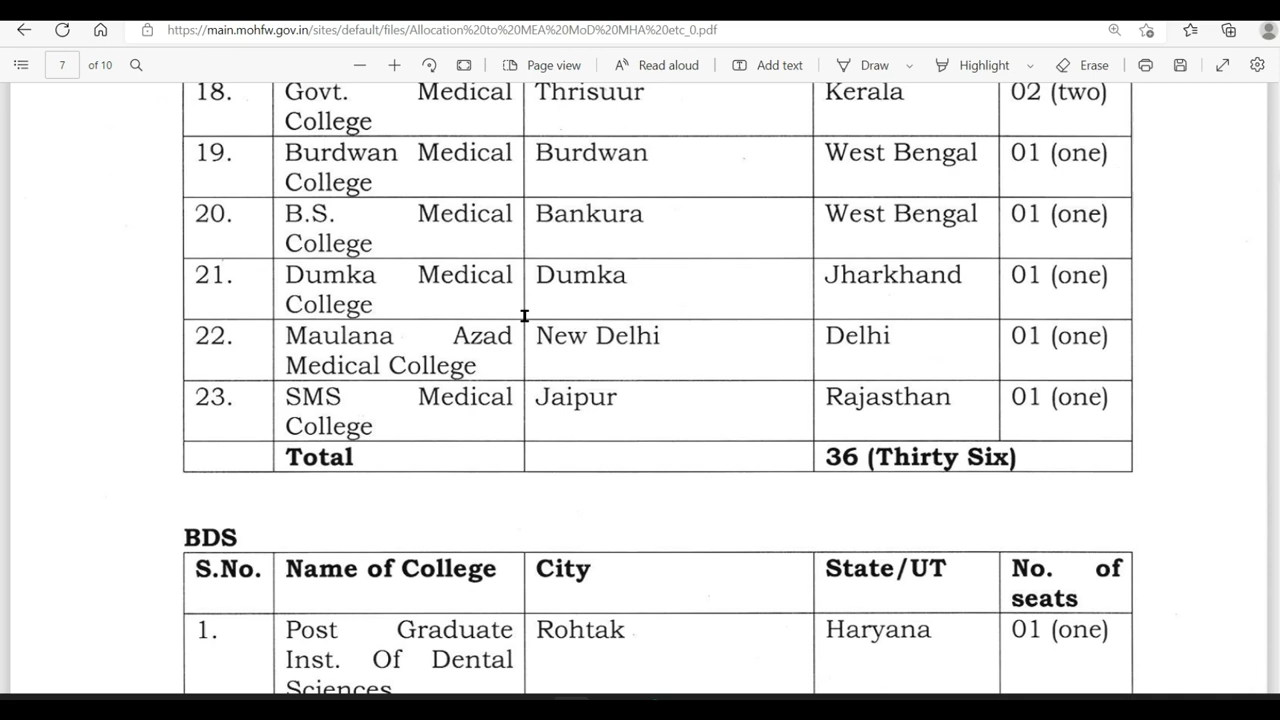 https://main.mohfw.gov.in/sites/default/files/Allocation%20to%20MEA%20MoD%20MHA%20etc_0.pdf
7 of 10 Page view Read aloud Add text Draw Highlight Erase
18. Govt. Medical Thrisuur Kerala 02 (two)
College
19. Burdwan Medical Burdwan West Bengal 01 (one)
College
20. B.S. Medical Bankura West Bengal 01 (one)
College
21. Dumka Medical Dumka Jharkhand 01 (one)
College
22. Maulana Azad New Delhi Delhi 01 (one)
Medical College
23. SMS Medical Jaipur Rajasthan 01 (one)
College
Total 36 (Thirty Six)
BDS
S.No. Name of College City State/UT No. of
seats
1. Post Graduate Rohtak Haryana 01 (one)
Inst. Of Dental
Sciences